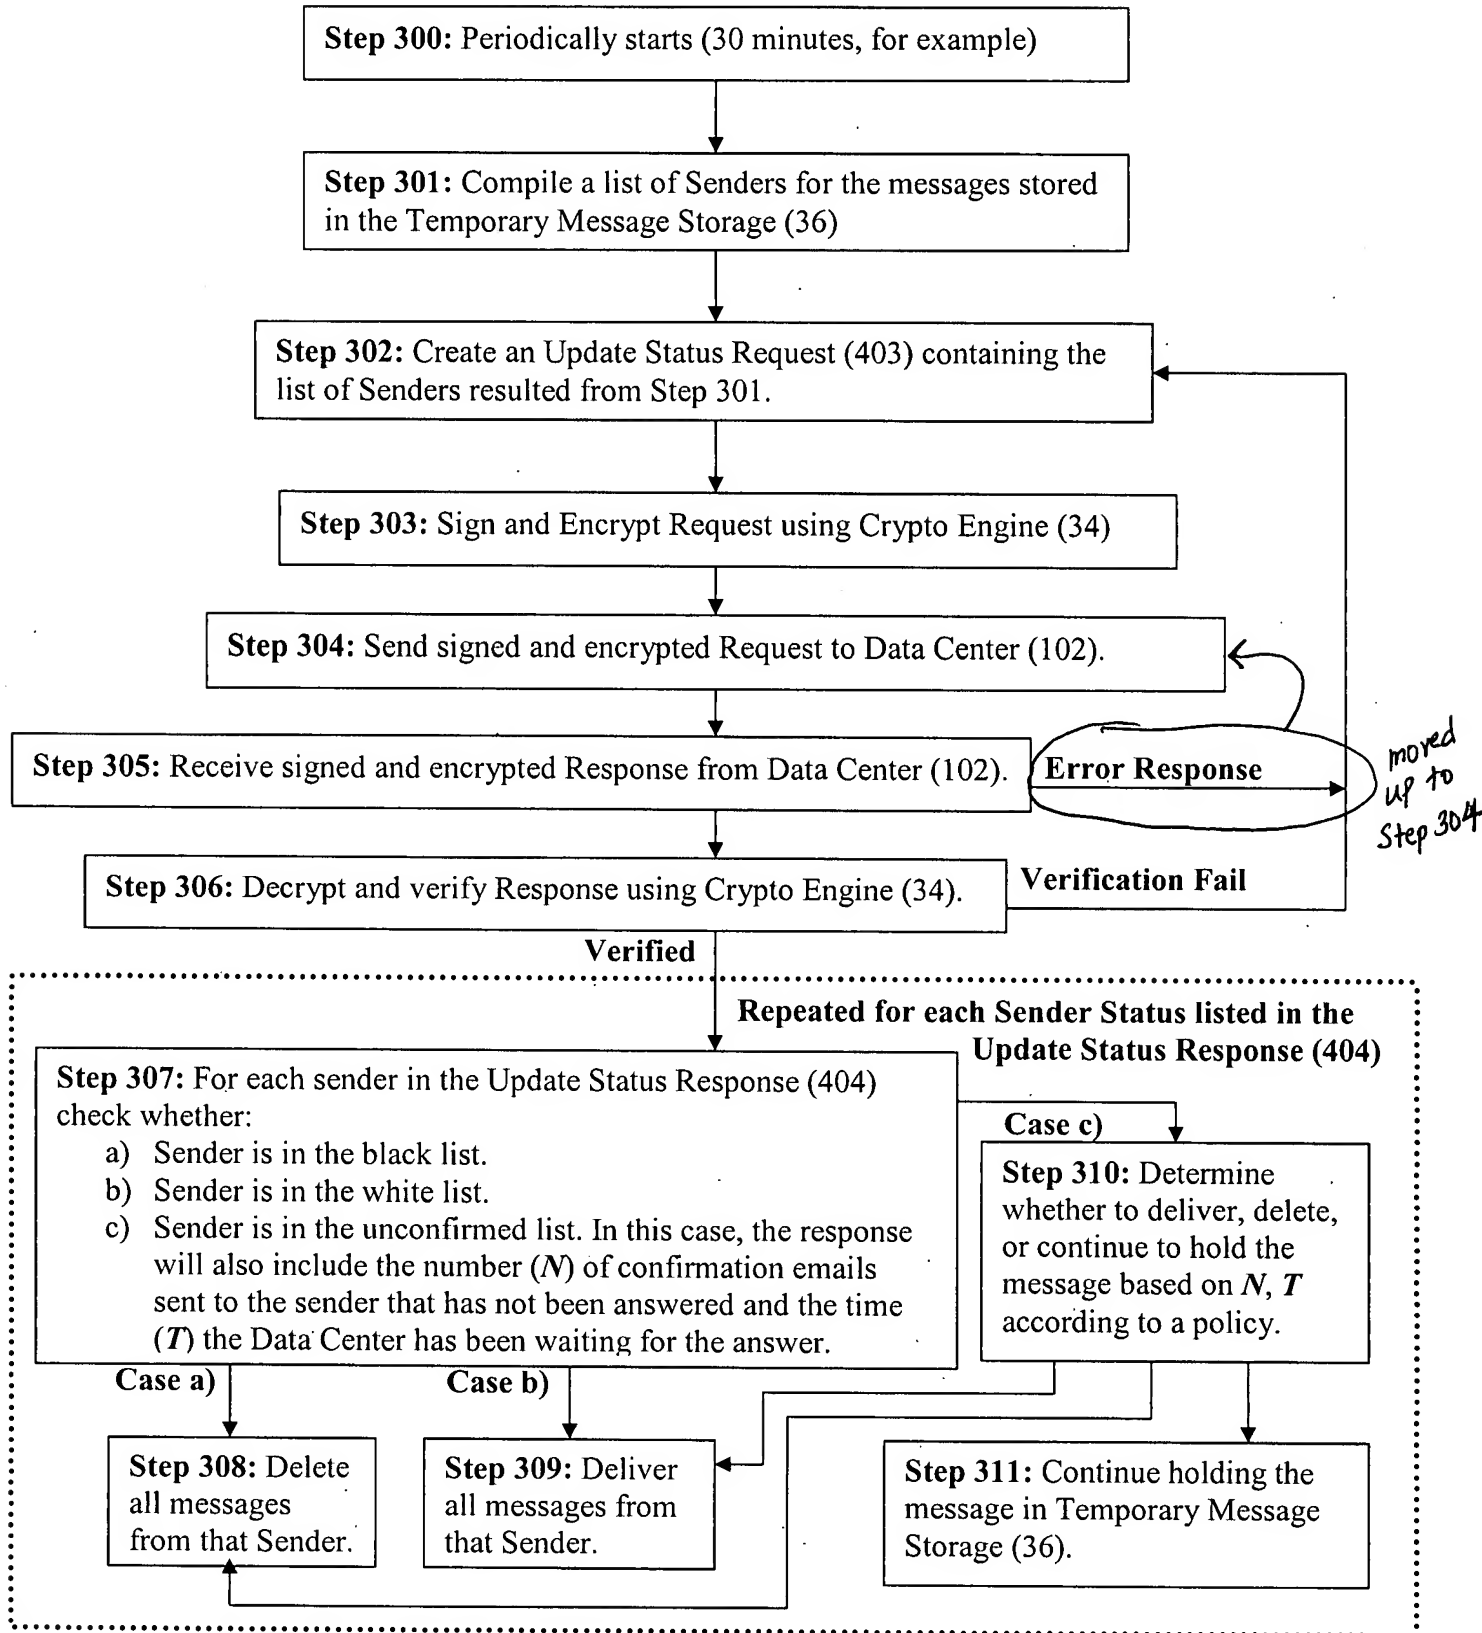 Step 300: Periodically starts (30 minutes, for example)
Step 301: Compile a list of Senders for the messages stored
in the Temporary Message Storage (36)
Step 302: Create an Update Status Request (403) containing the
list of Senders resulted from Step 301.
Step 303: Sign and Encrypt Request using Crypto Engine (34)
Step 304: Send signed and encrypted Request to Data Center (102).
Step 305: Receive signed and encrypted Response from Data Center (102).
Error Response
moved
up to
Step 304
Step 306: Decrypt and verify Response using Crypto Engine (34).
Verification Fail
Verified
Repeated for each Sender Status listed in the
Update Status Response (404)
Step 307: For each sender in the Update Status Response (404)
check whether:
a) Sender is in the black list.
b) Sender is in the white list.
c) Sender is in the unconfirmed list. In this case, the response
will also include the number (N) of confirmation emails
sent to the sender that has not been answered and the time
(T) the Data Center has been waiting for the answer.
Case c)
Step 310: Determine
whether to deliver, delete,
or continue to hold the
message based on N, T
according to a policy.
Case a)
Case b)
Step 308: Delete
all messages
from that Sender.
Step 309: Deliver
all messages from
that Sender.
Step 311: Continue holding the
message in Temporary Message
Storage (36).